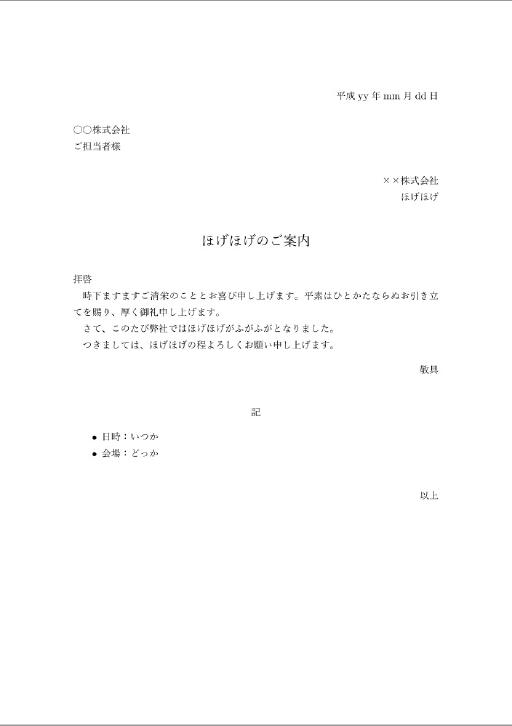 平成 yy 年 mm 月 dd 日
○○株式会社
ご担当者様
××株式会社
ほげほげ
ほげほげのご案内
拝啓
時下ますますご清栄のこととお喜び申し上げます。平素はひとかたならぬお引き立
てを賜り、厚く御礼申し上げます。
さて、このたび弊社ではほげほげがふがふがとなりました。
つきましては、ほげほげの程よろしくお願い申し上げます。
敬具
記
● 日時：いつか
● 会場：どっか
以上